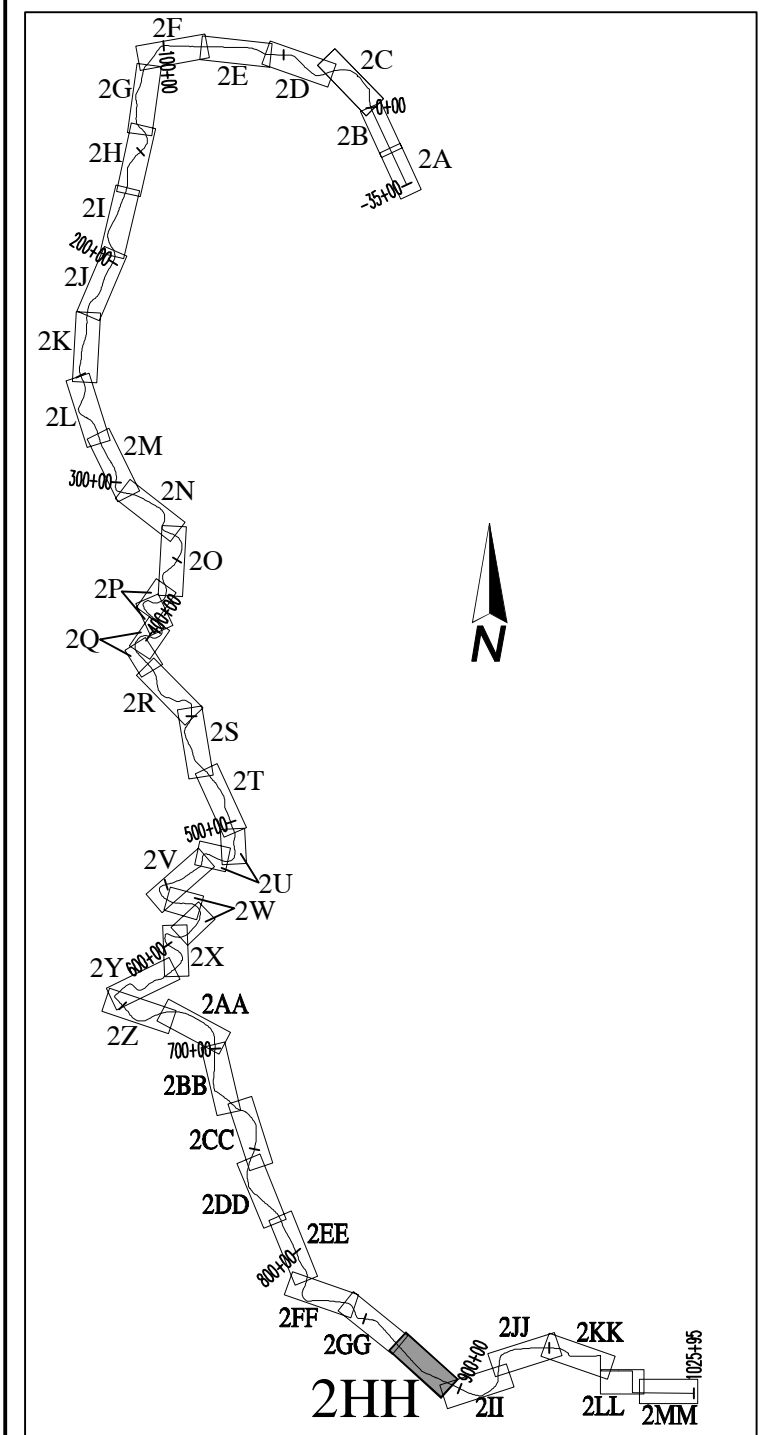 2F
2C
2E
2D
100+00
2G
0+00
2B
2H
2A
-35+00
2I
200+00
2J
2K
2L
2M
300+00
2N
2O
2P
400+00
2Q
2R
2S
2T
500+00
2V
2U
2W
600+00
2X
2Y
2AA
2Z
700+00
2BB
2CC
2DD
2EE
800+00
2FF
2GG
2JJ
2KK
1025+95
900+00
2HH
2II
2LL
2MM
N